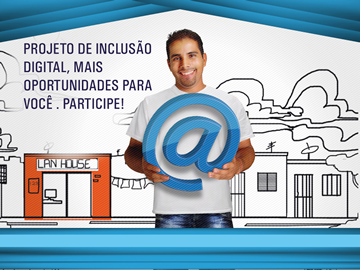 PROJETO DE INCLUSÃO
DIGITAL, MAIS
OPORTUNIDADES PARA
VOCÊ . PARTICIPE!
@
LAN HOUSE